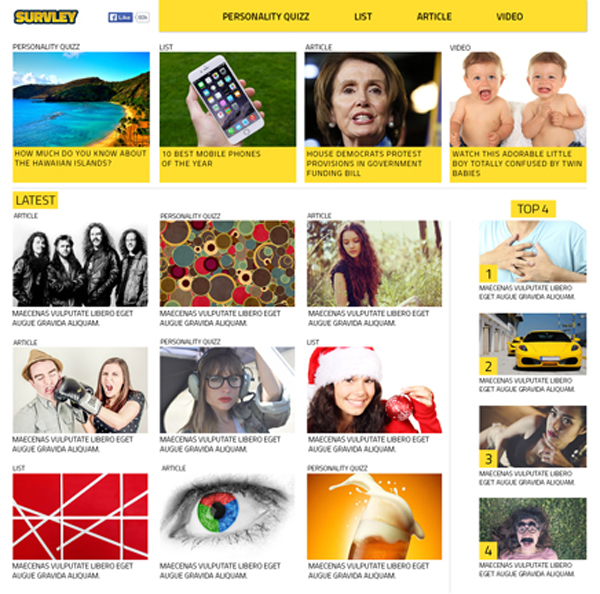 SURVLEY
Like
PERSONALITY QUIZZ
LIST
ARTICLE
VIDEO
PERSONALITY QUIZZ
HOW MUCH DO YOU KNOW ABOUT
THE HAWAIIAN ISLANDS?
LIST
10 BEST MOBILE PHONES
OF THE YEAR
ARTICLE
HOUSE DEMOCRATS PROTEST
PROVISIONS IN GOVERNMENT
FUNDING BILL
VIDEO
WATCH THIS ADORABLE LITTLE
BOY TOTALLY CONFUSED BY TWIN
BABIES
LATEST
ARTICLE
MAECENAS VULPUTATE LIBERO EGET
AUGUE GRAVIDA ALIQUAM.
PERSONALITY QUIZZ
MAECENAS VULPUTATE LIBERO EGET
AUGUE GRAVIDA ALIQUAM.
ARTICLE
MAECENAS VULPUTATE LIBERO EGET
AUGUE GRAVIDA ALIQUAM.
ARTICLE
MAECENAS VULPUTATE LIBERO EGET
AUGUE GRAVIDA ALIQUAM.
PERSONALITY QUIZZ
MAECENAS VULPUTATE LIBERO EGET
AUGUE GRAVIDA ALIQUAM.
LIST
MAECENAS VULPUTATE LIBERO EGET
AUGUE GRAVIDA ALIQUAM.
LIST
MAECENAS VULPUTATE LIBERO EGET
AUGUE GRAVIDA ALIQUAM.
ARTICLE
MAECENAS VULPUTATE LIBERO EGET
AUGUE GRAVIDA ALIQUAM.
PERSONALITY QUIZZ
MAECENAS VULPUTATE LIBERO EGET
AUGUE GRAVIDA ALIQUAM.
TOP 4
1
MAECENAS VULPUTATE LIBERO
EGET AUGUE GRAVIDA ALIQUAM.
2
MAECENAS VULPUTATE LIBERO
EGET AUGUE GRAVIDA ALIQUAM.
3
MAECENAS VULPUTATE LIBERO
EGET AUGUE GRAVIDA ALIQUAM.
4
MAECENAS VULPUTATE LIBERO
EGET AUGUE GRAVIDA ALIQUAM.